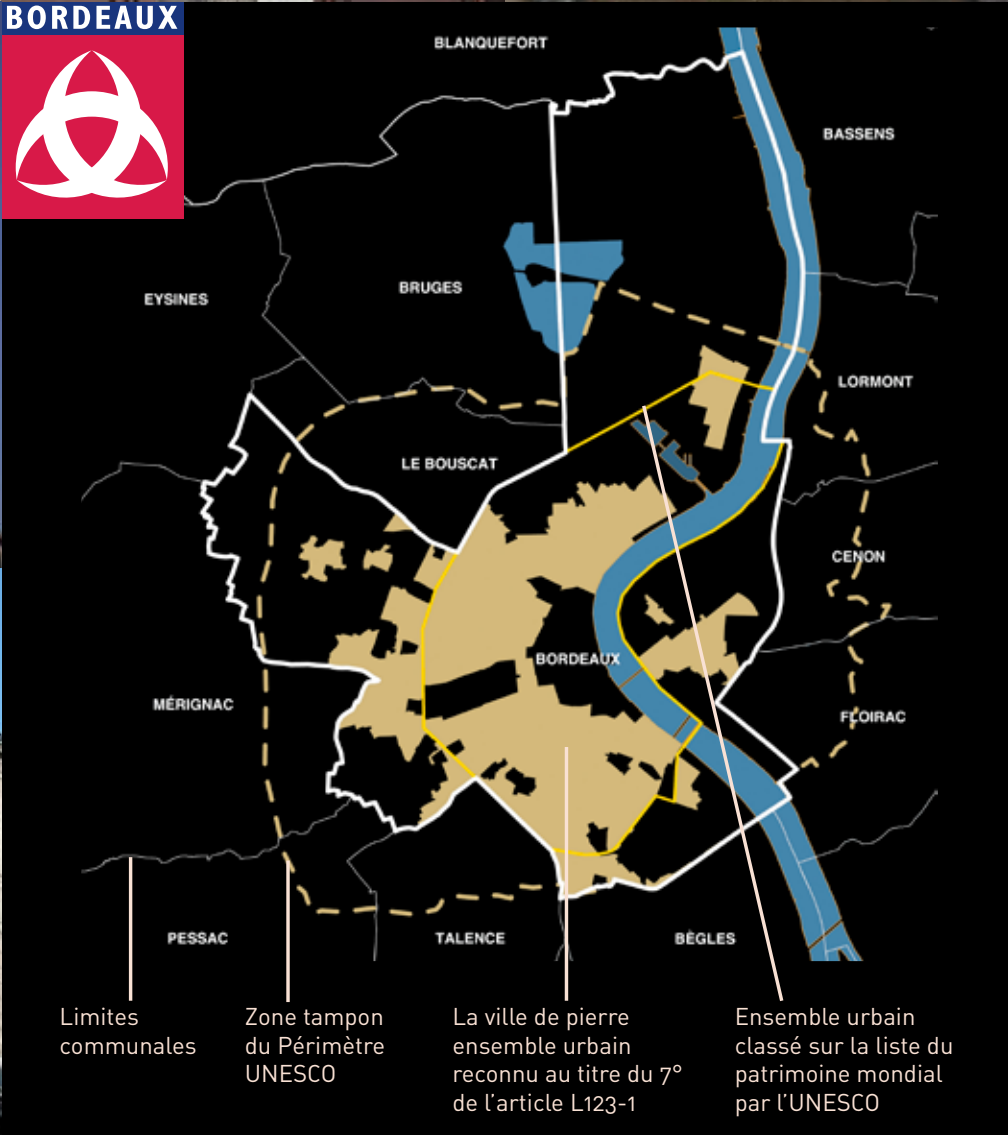 BORDEAUX
BLANQUEFORT
BASSENS
BRUGES
EYSINES
LORMONT
LE BOUSCAT
CENON
BORDEAUX
MÉRIGNAC
FLOIRAC
PESSAC
TALENCE
BÈGLES
Limites
communales
Zone tampon
du Périmètre
UNESCO
La ville de pierre
ensemble urbain
reconnu au titre du 7°
de l'article L123-1
Ensemble urbain
classé sur la liste du
patrimoine mondial
par l'UNESCO